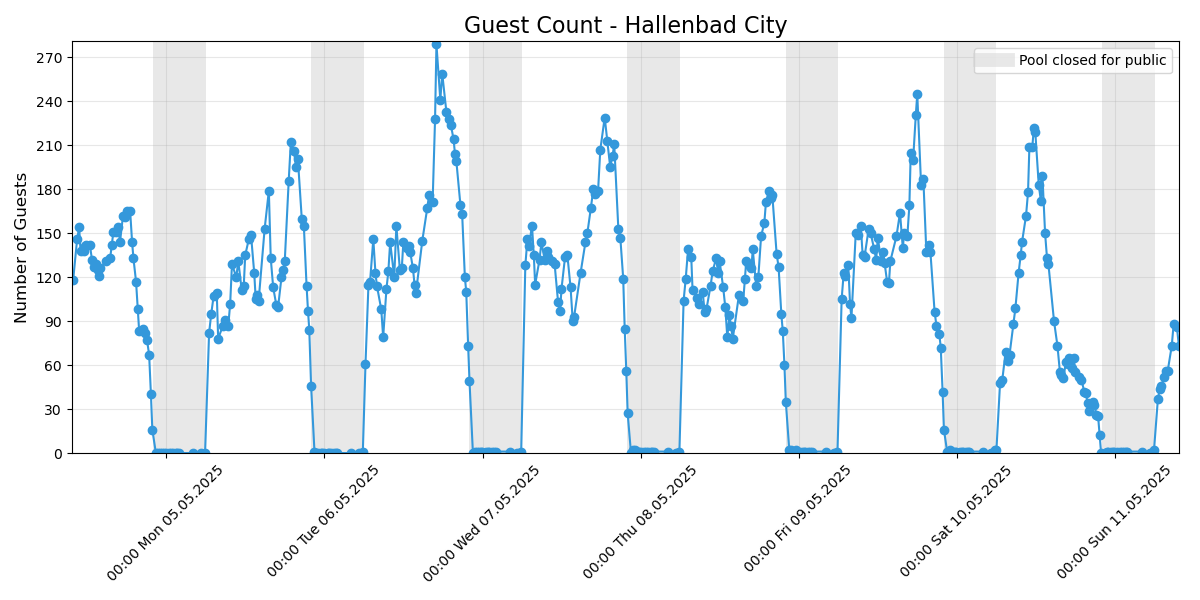 Guest Count - Hallenbad City
Pool closed for public
Number of Guests
270
240
210
180
150
120
90
60
30
0
00:00 Mon 05.05.2025
00:00 Tue 06.05.2025
00:00 Wed 07.05.2025
00:00 Thu 08.05.2025
00:00 Fri 09.05.2025
00:00 Sat 10.05.2025
00:00 Sun 11.05.2025